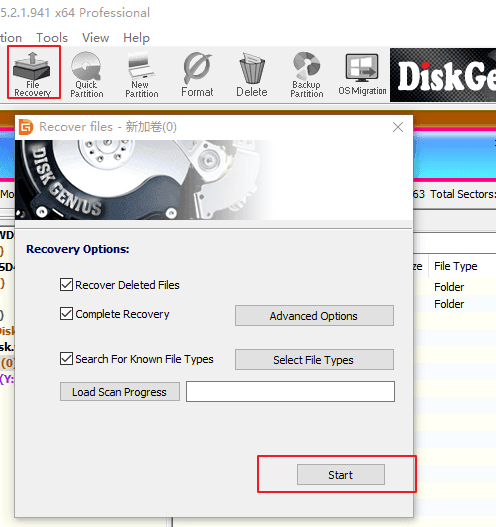 5.2.1.941 x64 Professional
tion Tools View Help
File Recovery Quick Partition New Partition Format Delete Backup Partition OS Migration DiskGe
Recover files - 新加卷(0)
DISK GENIUS
Mo 63 Total Sectors:
Recovery Options:
WD
ze File Type
SD4
Recover Deleted Files
Folder
Folder
Complete Recovery
Advanced Options
Disk
sk.
Search For Known File Types
Select File Types
(0)
(Y:
Load Scan Progress
Start